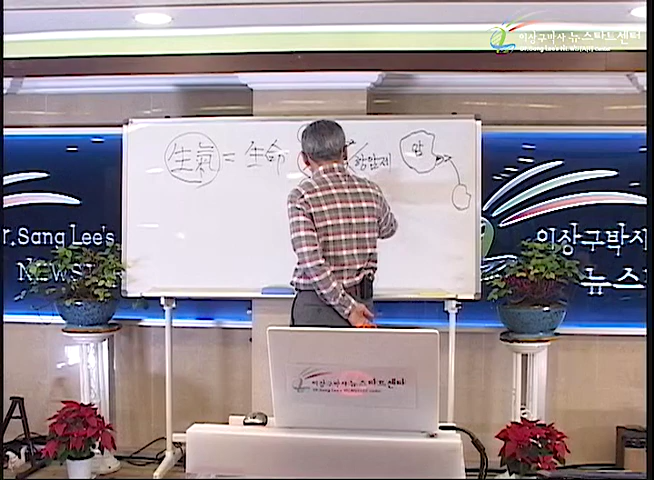 이상구박사 뉴스타트센터
生氣 = 生命 항암제 암
Dr.Sang Lee's
NEWS
이상구박사
뉴스
이상구박사 뉴스타트센터